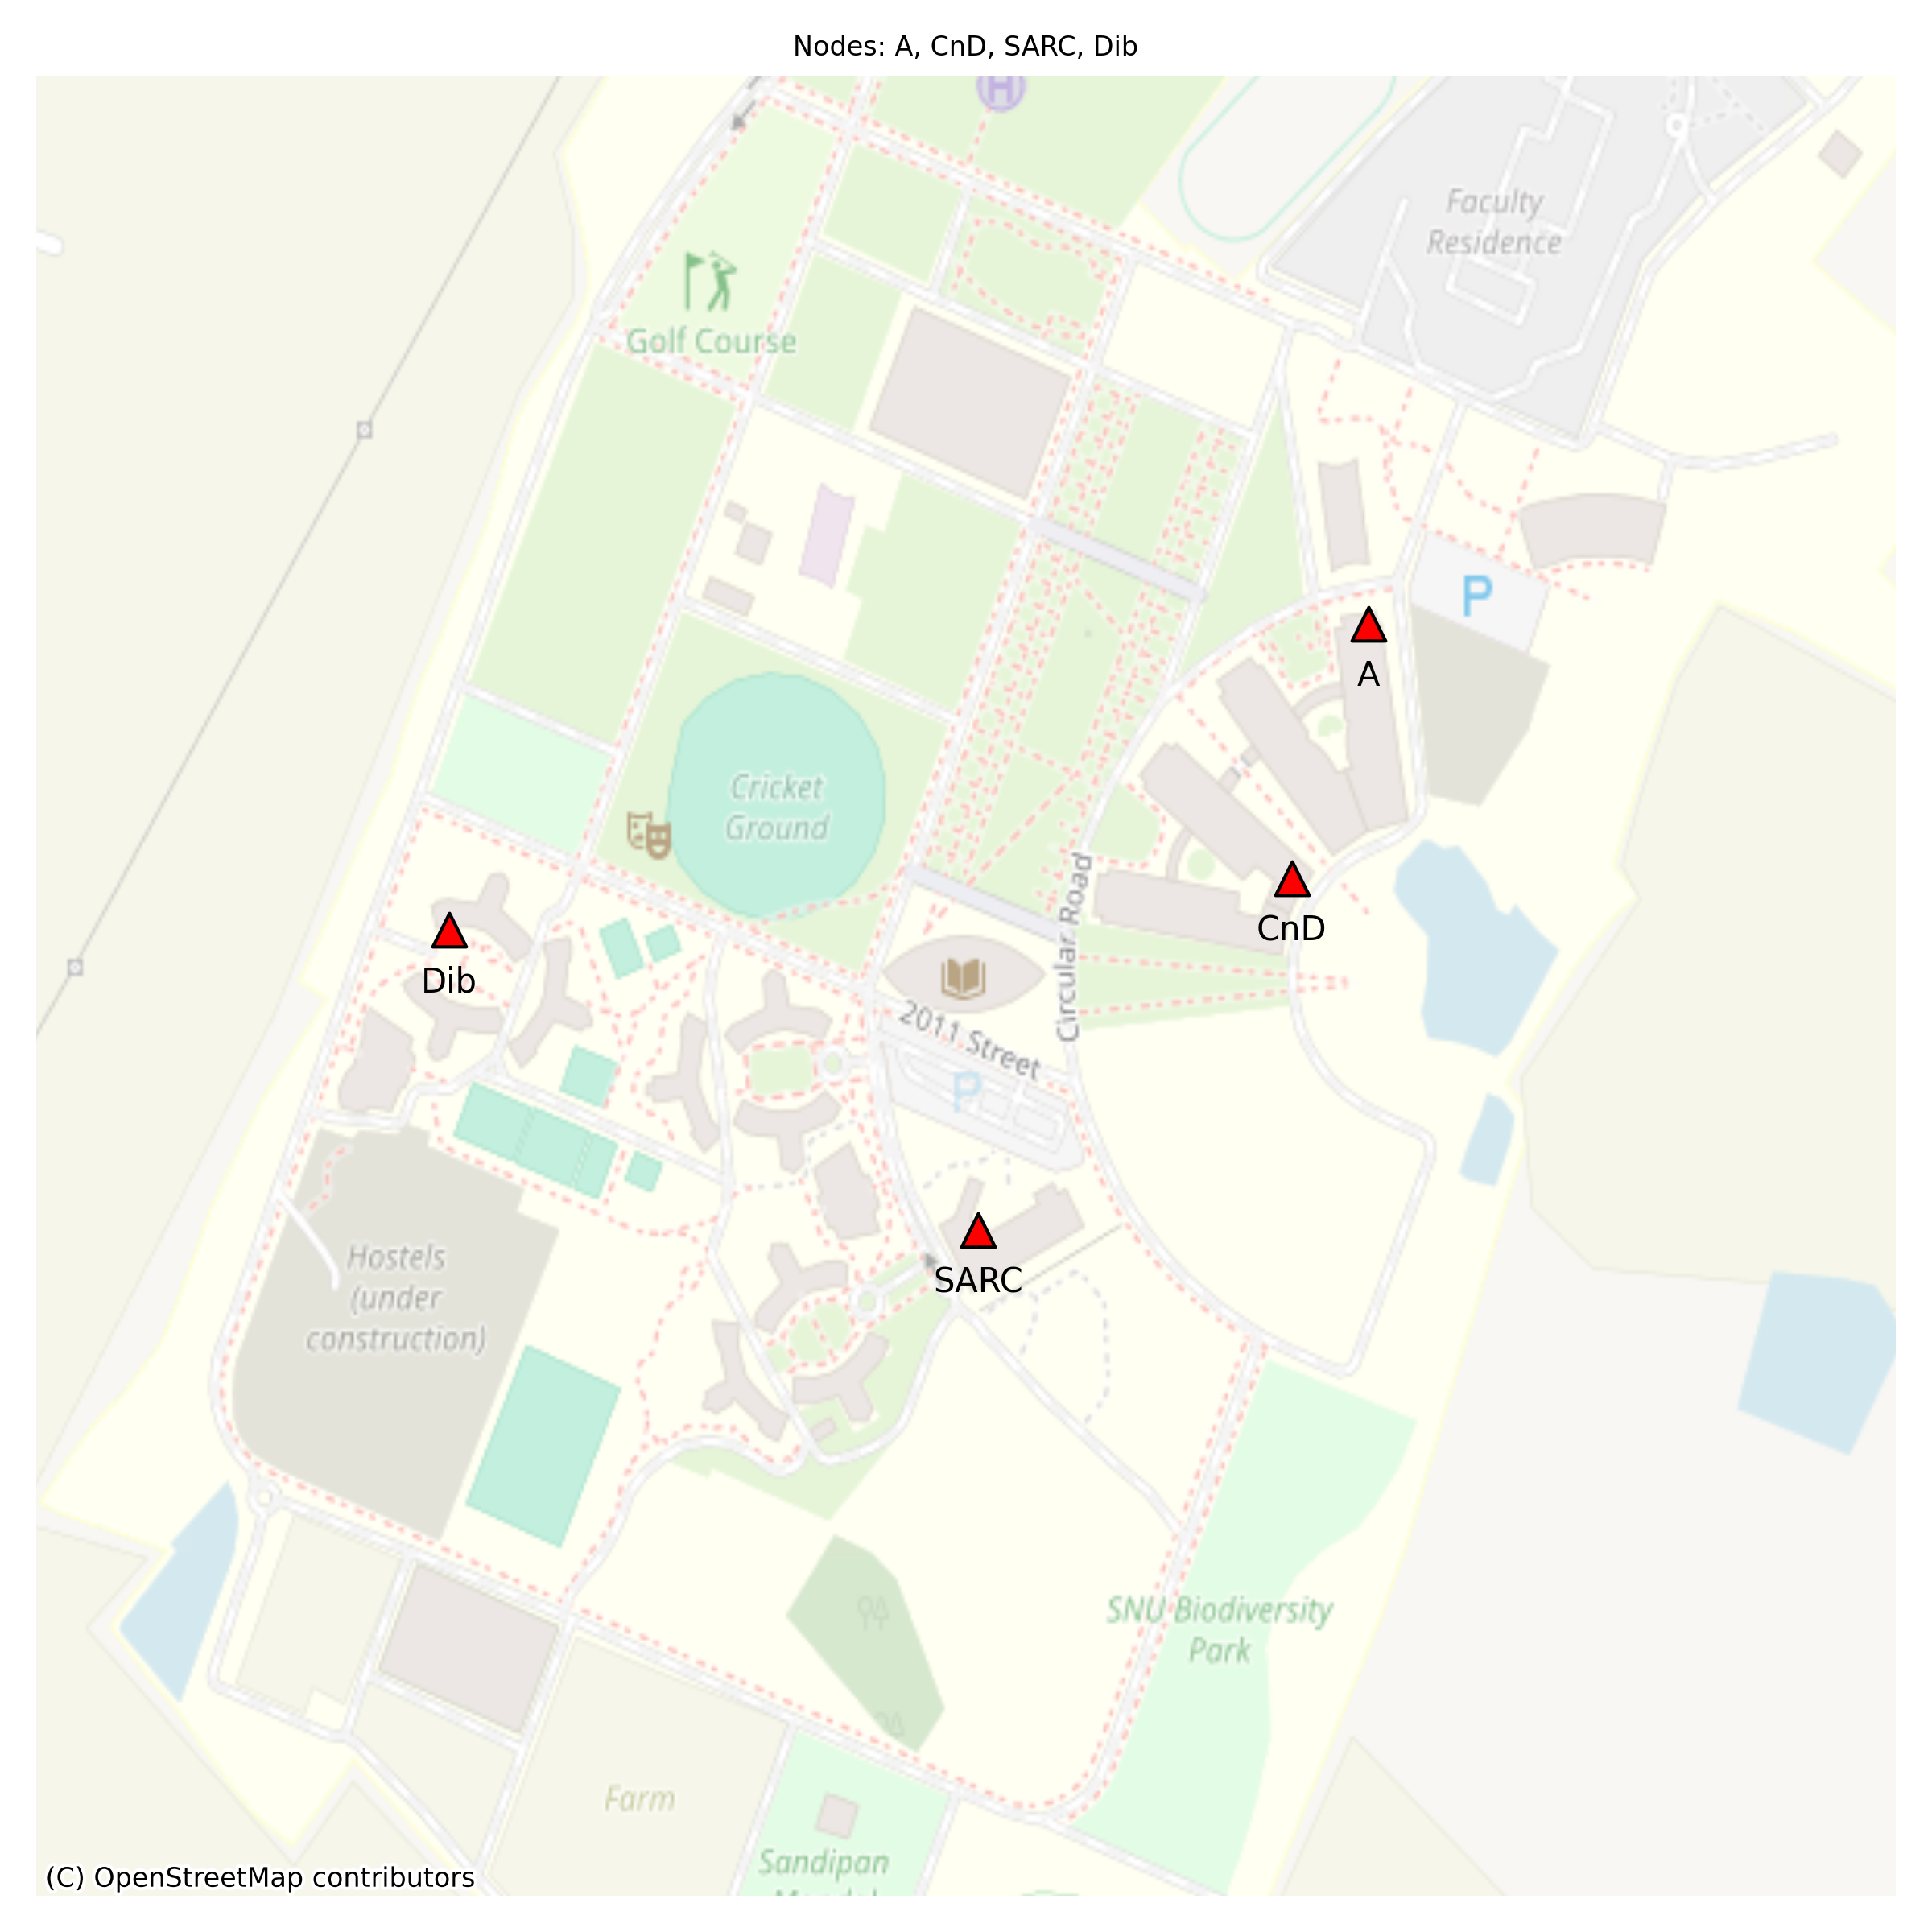 Nodes: A, CnD, SARC, Dib
H
Faculty
Residence
Golf Course
P
A
Cricket
Ground
Circular Road
CnD
Dib
2011 Street
P
SARC
Hostels
(under
construction)
SNU Biodiversity
Park
Farm
Sandipan
(C) OpenStreetMap contributors